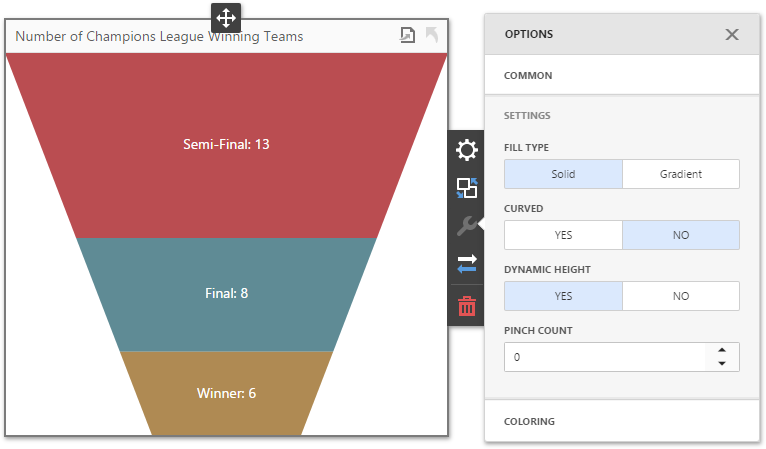 Number of Champions League Winning Teams
Semi-Final: 13
Final: 8
Winner: 6
OPTIONS
COMMON
SETTINGS
FILL TYPE
Solid Gradient
CURVED
YES NO
DYNAMIC HEIGHT
YES NO
PINCH COUNT
0
COLORING